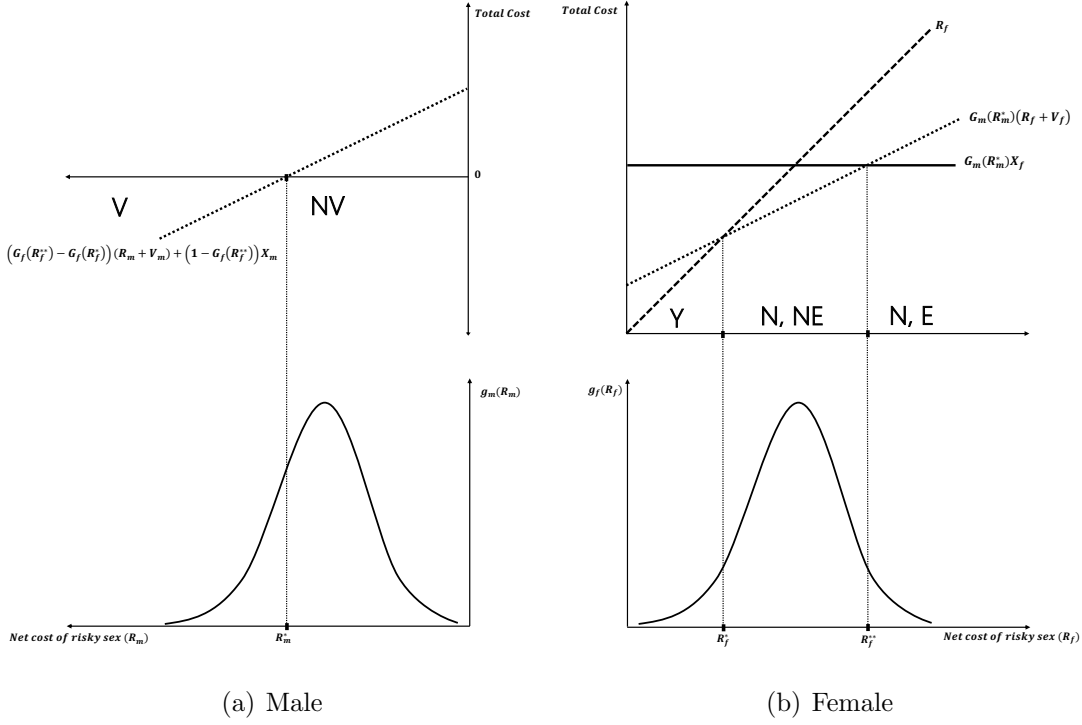 Total Cost
0
V
NV
(G_f(R_f^{**}) − G_f(R_f^*))(R_m + V_m) + (1 − G_f(R_f^{**}))X_m
g_m(R_m)
Net cost of risky sex (R_m)
R_m^*
(a) Male
Total Cost
R_f
G_m(R_m^*)(R_f + V_f)
G_m(R_m^*)X_f
Y
N, NE
N, E
g_f(R_f)
R_f^*
R_f^{**}
Net cost of risky sex (R_f)
(b) Female